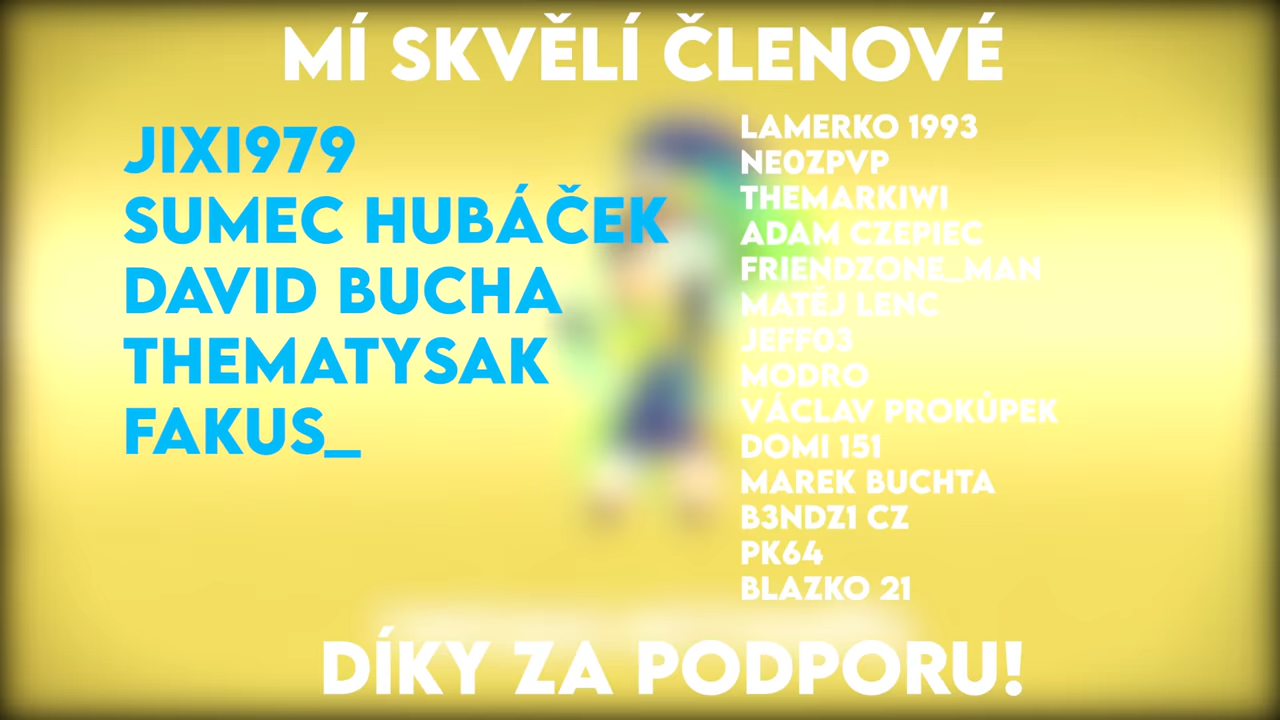 MÍ SKVĚLÍ ČLENOVÉ
JIXI979
SUMEC HUBÁČEK
DAVID BUCHA
THEMATYSAK
FAKUS_
LAMERKO 1993
NE0ZPVP
THEMARKIWI
ADAM CZEPIEC
FRIENDZONE_MAN
MATĚJ LENC
JEFF03
MODRO
VÁCLAV PROKŮPEK
DOMI 151
MAREK BUCHTA
B3NDZ1 CZ
PK64
BLAZKO 21
DÍKY ZA PODPORU!